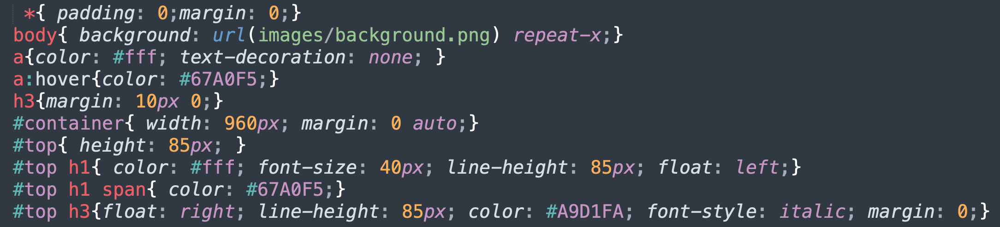 *{ padding: 0;margin: 0;}
body{ background: url(images/background.png) repeat-x;}
a{color: #fff; text-decoration: none; }
a:hover{color: #67A0F5;}
h3{margin: 10px 0;}
#container{ width: 960px; margin: 0 auto;}
#top{ height: 85px; }
#top h1{ color: #fff; font-size: 40px; line-height: 85px; float: left;}
#top h1 span{ color: #67A0F5;}
#top h3{float: right; line-height: 85px; color: #A9D1FA; font-style: italic; margin: 0;}